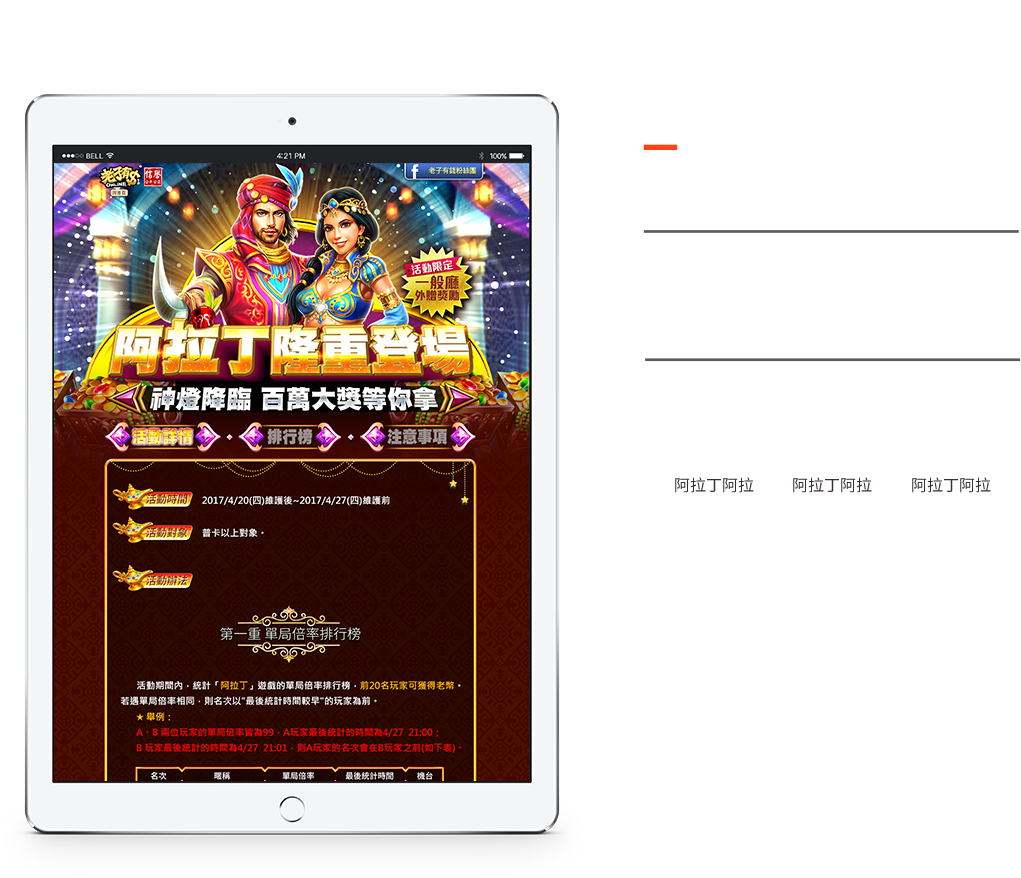 BELL
4:21 PM
100%
老子有錢
ONLINE
信譽
老子有錢粉絲團
活動限定
一般廳
外贈獎勵
阿拉丁隆重登場
神燈降臨 百萬大獎等你拿
活動詳情
排行榜
注意事項
活動時間 2017/4/20(四)維護後~2017/4/27(四)維護前
活動對象 普卡以上對象。
活動辦法
第一重 單局倍率排行榜
活動期間內，統計「阿拉丁」遊戲的單局倍率排行榜，前20名玩家可獲得老幣。
若遇單局倍率相同，則名次以"最後統計時間較早"的玩家為前。
★ 舉例：
A、B 兩位玩家的單局倍率皆為99，A玩家最後統計的時間為4/27 21:00；
B 玩家最後統計的時間為4/27 21:01，則A玩家的名次會在B玩家之前(如下表)。
名次 暱稱 單局倍率 最後統計時間 機台
阿拉丁阿拉 阿拉丁阿拉 阿拉丁阿拉